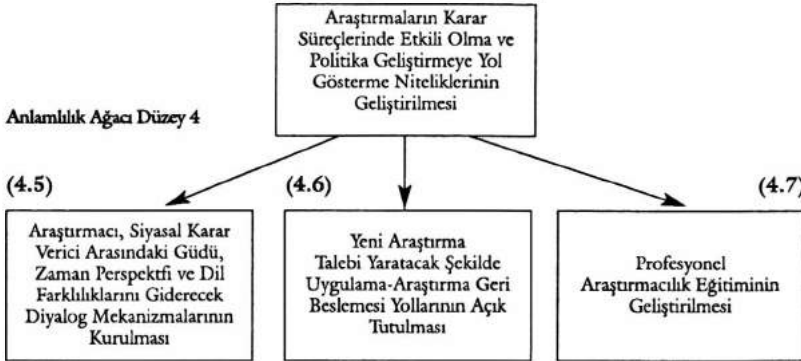 Araştırmaların Karar
Süreçlerinde Etkili Olma ve
Politika Geliştirmeye Yol
Gösterme Niteliklerinin
Geliştirilmesi
Anlamlılık Ağacı Düzey 4
(4.5)
(4.6)
(4.7)
Araştırmacı, Siyasal Karar
Verici Arasındaki Güdü,
Zaman Perspektfi ve Dil
Farklılıklarını Giderecek
Diyalog Mekanizmalarının
Kurulması
Yeni Araştırma
Talebi Yaratacak Şekilde
Uygulama-Araştırma Geri
Beslemesi Yollarının Açık
Tutulması
Profesyonel
Araştırmacılık Eğitiminin
Geliştirilmesi